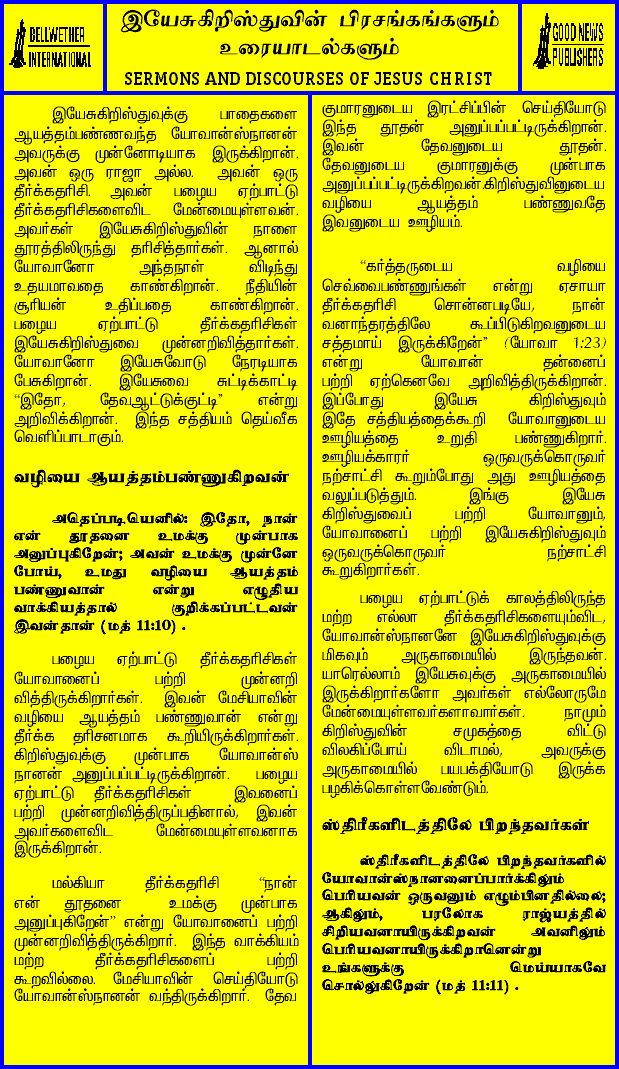 BELLWETHER
INTERNATIONAL
இயேசுகிறிஸ்துவின் பிரசங்கங்களும்
உரையாடல்களும்
SERMONS AND DISCOURSES OF JESUS CHRIST
GOOD NEWS
PUBLISHERS
இயேசுகிறிஸ்துவுக்கு பாதைகளை
ஆயத்தம்பண்ணவந்த யோவான்ஸ்நானன்
அவருக்கு முன்னோடியாக இருக்கிறான்.
அவன் ஒரு ராஜா அல்ல. அவன் ஒரு
தீர்க்கதரிசி. அவன் பழைய ஏற்பாட்டு
தீர்க்கதரிசிகளைவிட மேன்மையுள்ளவன்.
அவர்கள் இயேசுகிறிஸ்துவின் நாளை
தூரத்திலிருந்து தரிசித்தார்கள். ஆனால்
யோவானோ அந்தநாள் விடிந்து
உதயமாவதை காண்கிறான். நீதியின்
சூரியன் உதிப்பதை காண்கிறான்.
பழைய ஏற்பாட்டு தீர்க்கதரிசிகள்
இயேசுகிறிஸ்துவை முன்னறிவித்தார்கள்.
யோவானோ இயேசுவோடு நேரடியாக
பேசுகிறான். இயேசுவை சுட்டிக்காட்டி
“இதோ, தேவஆட்டுக்குட்டி” என்று
அறிவிக்கிறான். இந்த சத்தியம் தெய்வீக
வெளிப்பாடாகும்.
வழியை ஆயத்தம்பண்ணுகிறவன்
அதெப்படியெனில்: இதோ, நான்
என் தூதனை உமக்கு முன்பாக
அனுப்புகிறேன்; அவன் உமக்கு முன்னே
போய், உமது வழியை ஆயத்தம்
பண்ணுவான் என்று எழுதிய
வாக்கியத்தால் குறிக்கப்பட்டவன்
இவன்தான் (மத் 11:10) .
பழைய ஏற்பாட்டு தீர்க்கதரிசிகள்
யோவானைப் பற்றி முன்னறி
வித்திருக்கிறார்கள். இவன் மேசியாவின்
வழியை ஆயத்தம் பண்ணுவான் என்று
தீர்க்க தரிசனமாக கூறியிருக்கிறார்கள்.
கிறிஸ்துவுக்கு முன்பாக யோவான்ஸ்
நானன் அனுப்பப்பட்டிருக்கிறான். பழைய
ஏற்பாட்டு தீர்க்கதரிசிகள் இவனைப்
பற்றி முன்னறிவித்திருப்பதினால், இவன்
அவர்களைவிட மேன்மையுள்ளவனாக
இருக்கிறான்.
மல்கியா தீர்க்கதரிசி “நான்
என் தூதனை உமக்கு முன்பாக
அனுப்புகிறேன்” என்று யோவானைப் பற்றி
முன்னறிவித்திருக்கிறார். இந்த வாக்கியம்
மற்ற தீர்க்கதரிசிகளைப் பற்றி
கூறவில்லை. மேசியாவின் செய்தியோடு
யோவான்ஸ்நானன் வந்திருக்கிறார். தேவ
குமாரனுடைய இரட்சிப்பின் செய்தியோடு
இந்த தூதன் அனுப்பப்பட்டிருக்கிறான்.
இவன் தேவனுடைய தூதன்.
தேவனுடைய குமாரனுக்கு முன்பாக
அனுப்பப்பட்டிருக்கிறவன்.கிறிஸ்துவினுடைய
வழியை ஆயத்தம் பண்ணுவதே
இவனுடைய ஊழியம்.
“கர்த்தருடைய வழியை
செவ்வைபண்ணுங்கள் என்று ஏசாயா
தீர்க்கதரிசி சொன்னபடியே, நான்
வனாந்தரத்திலே கூப்பிடுகிறவனுடைய
சத்தமாய் இருக்கிறேன்” (யோவா 1:23)
என்று யோவான் தன்னைப்
பற்றி ஏற்கெனவே அறிவித்திருக்கிறான்.
இப்போது இயேசு கிறிஸ்துவும்
இதே சத்தியத்தைக்கூறி யோவானுடைய
ஊழியத்தை உறுதி பண்ணுகிறார்.
ஊழியக்காரர் ஒருவருக்கொருவர்
நற்சாட்சி கூறும்போது அது ஊழியத்தை
வலுப்படுத்தும். இங்கு இயேசு
கிறிஸ்துவைப் பற்றி யோவானும்,
யோவானைப் பற்றி இயேசுகிறிஸ்துவும்
ஒருவருக்கொருவர் நற்சாட்சி
கூறுகிறார்கள்.
பழைய ஏற்பாட்டுக் காலத்திலிருந்த
மற்ற எல்லா தீர்க்கதரிசிகளையும்விட,
யோவான்ஸ்நானனே இயேசுகிறிஸ்துவுக்கு
மிகவும் அருகாமையில் இருந்தவன்.
யாரெல்லாம் இயேசுவுக்கு அருகாமையில்
இருக்கிறார்களோ அவர்கள் எல்லோருமே
மேன்மையுள்ளவர்களாவார்கள். நாமும்
கிறிஸ்துவின் சமுகத்தை விட்டு
விலகிப்போய் விடாமல், அவருக்கு
அருகாமையில் பயபக்தியோடு இருக்க
பழகிக்கொள்ளவேண்டும்.
ஸ்திரீகளிடத்திலே பிறந்தவர்கள்
ஸ்திரீகளிடத்திலே பிறந்தவர்களில்
யோவான்ஸ்நானனைப்பார்க்கிலும்
பெரியவன் ஒருவனும் எழும்பினதில்லை;
ஆகிலும், பரலோக ராஜ்யத்தில்
சிறியவனாயிருக்கிறவன் அவனிலும்
பெரியவனாயிருக்கிறானென்று
உங்களுக்கு மெய்யாகவே
சொல்லுகிறேன் (மத் 11:11) .